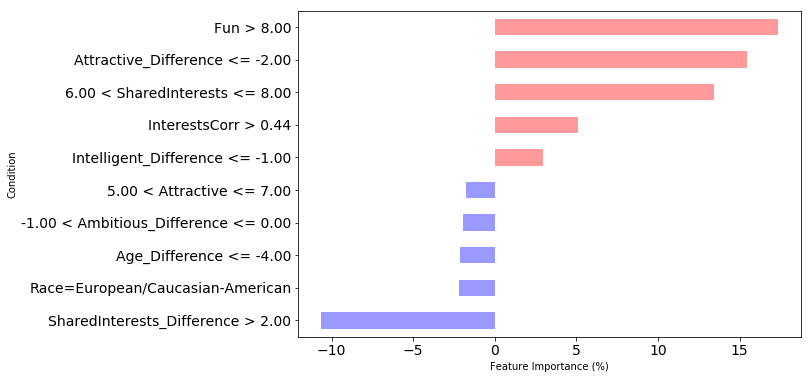 Fun > 8.00
Attractive_Difference <= -2.00
6.00 < SharedInterests <= 8.00
InterestsCorr > 0.44
Intelligent_Difference <= -1.00
5.00 < Attractive <= 7.00
-1.00 < Ambitious_Difference <= 0.00
Age_Difference <= -4.00
Race=European/Caucasian-American
SharedInterests_Difference > 2.00
Condition
−10 −5 0 5 10 15
Feature Importance (%)